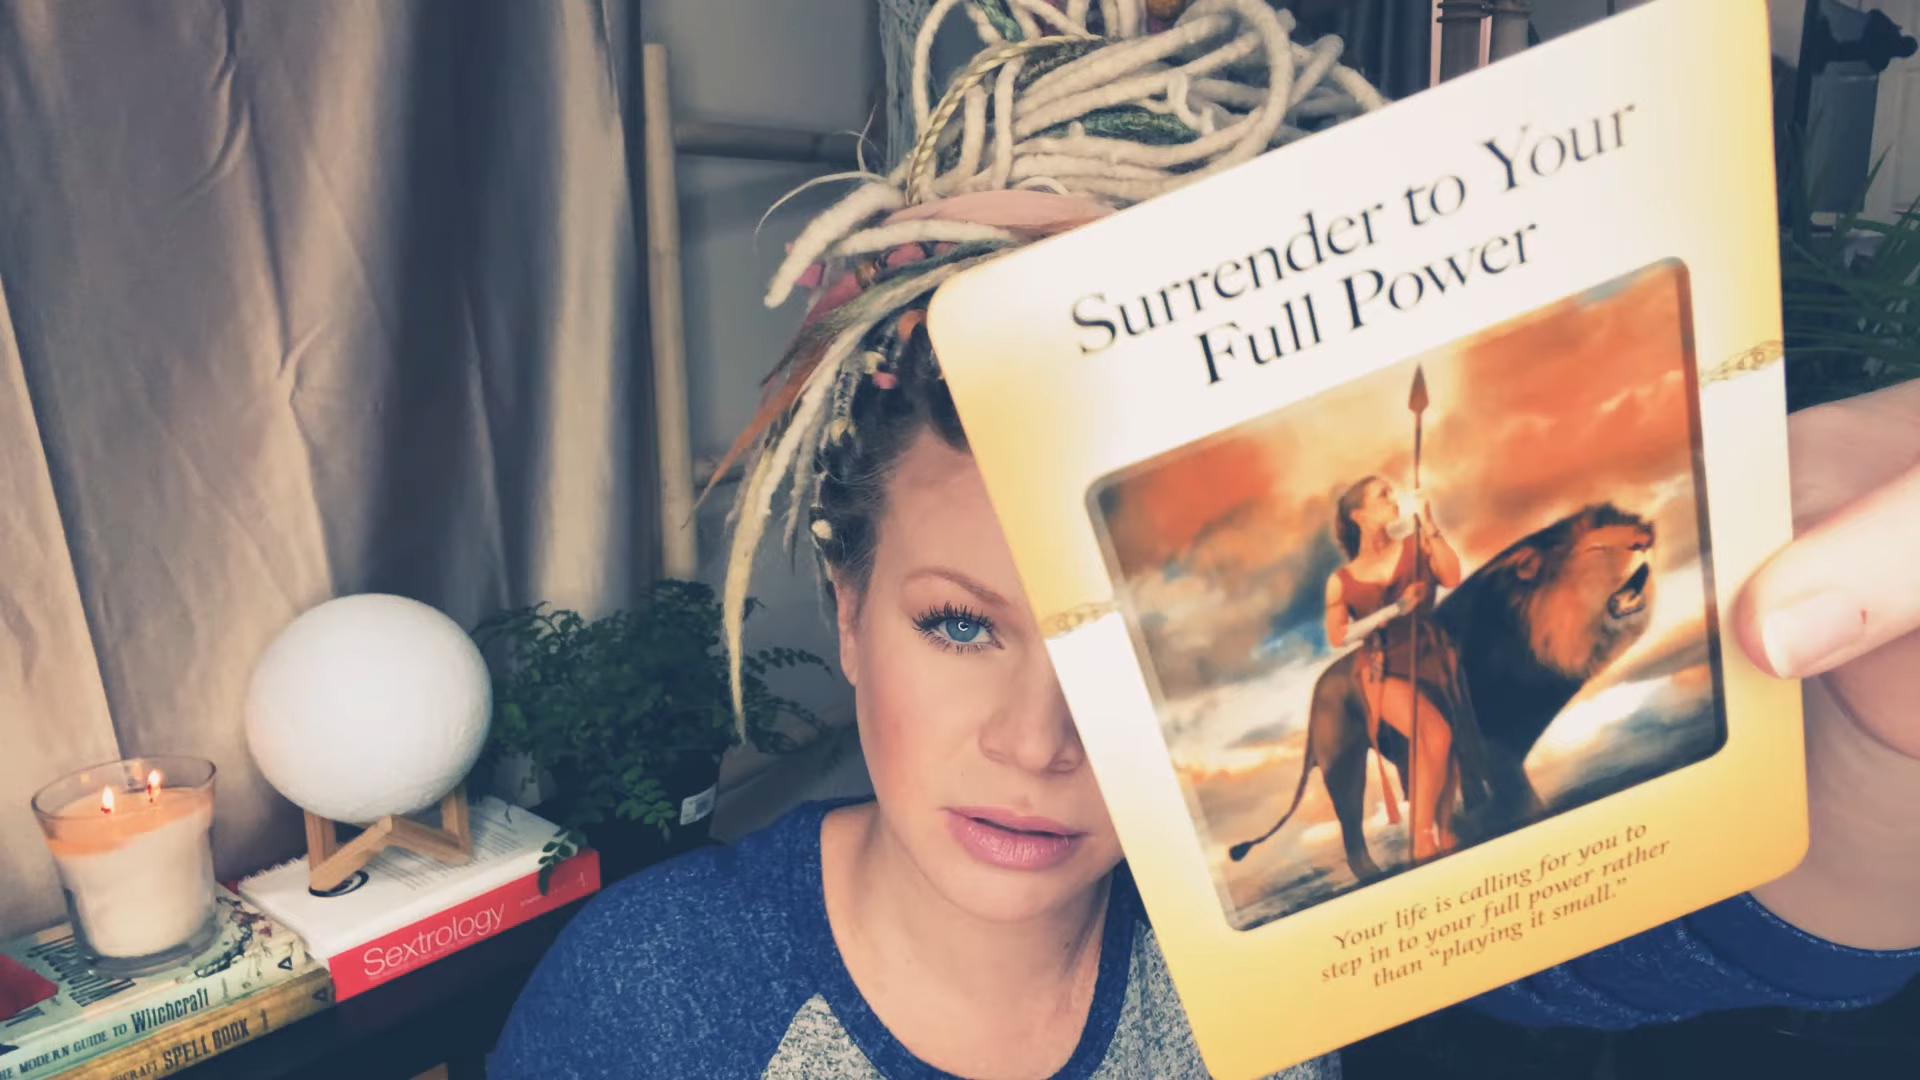 Surrender to Your
Full Power
Your life is calling for you to
step in to your full power rather
than “playing it small.”
Sextrology
MODERN GUIDE TO Witchcraft
SPELL BOOK